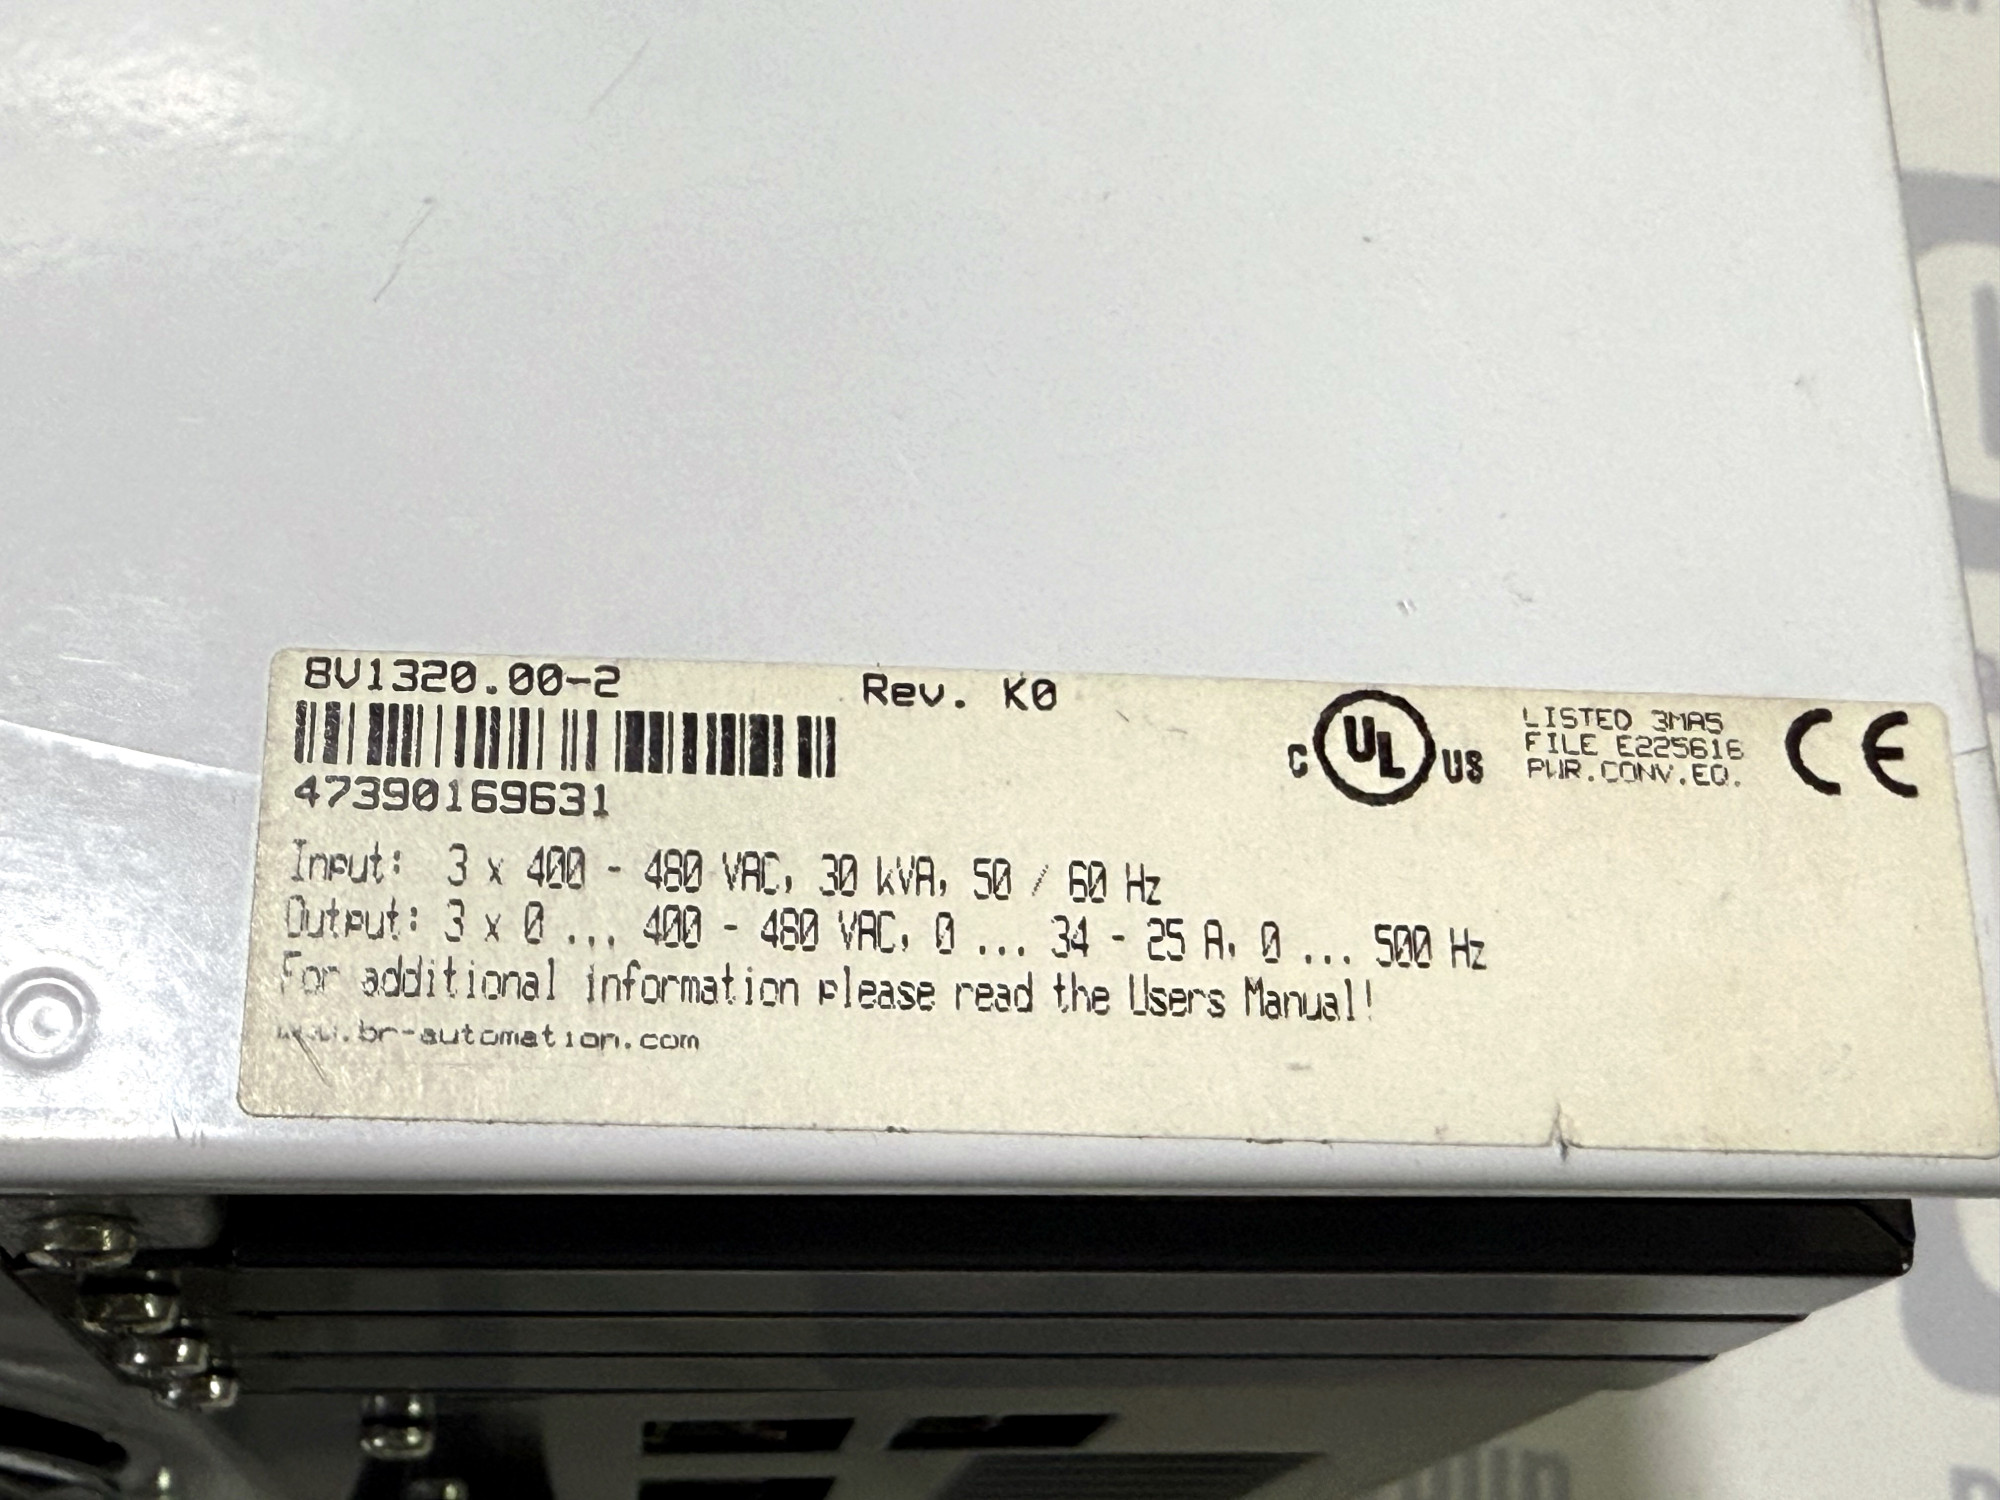 8V1320.00-2 Rev. K0
47390169631
C UL US LISTED 3MA5 CE
FILE E225616
PWR.CONV.EQ.
Input: 3 x 400 - 480 VAC, 30 kVA, 50 / 60 Hz
Output: 3 x 0 ... 400 - 480 VAC, 0 ... 34 - 25 A, 0 ... 500 Hz
For additional information please read the Users Manual!
www.br-automation.com